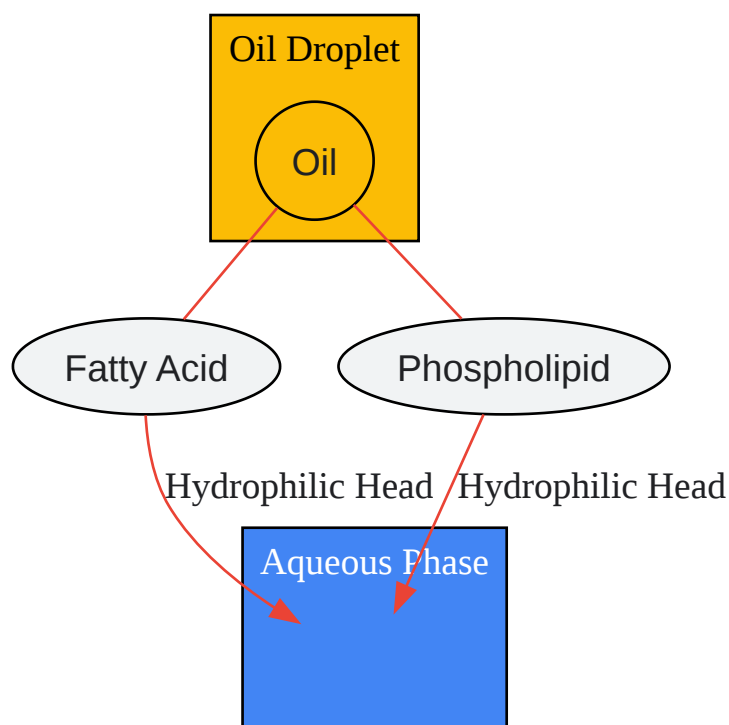 Oil Droplet
Oil
Fatty Acid
Phospholipid
Hydrophilic Head
Hydrophilic Head
Aqueous Phase